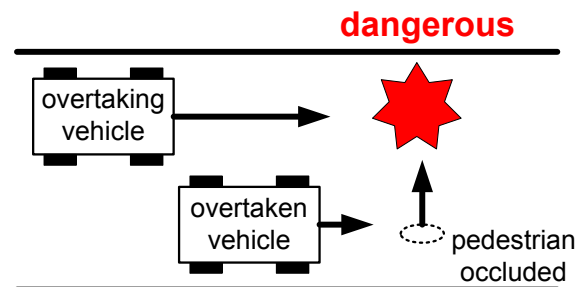 dangerous
overtaking
vehicle
overtaken
vehicle
pedestrian
occluded